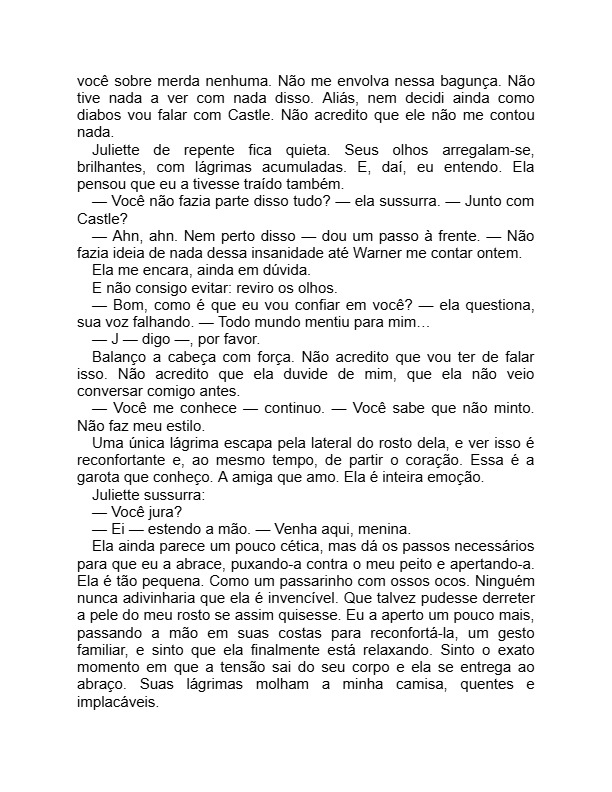 você sobre merda nenhuma. Não me envolva nessa bagunça. Não
tive nada a ver com nada disso. Aliás, nem decidi ainda como
diabos vou falar com Castle. Não acredito que ele não me contou
nada.
Juliette de repente fica quieta. Seus olhos arregalam-se,
brilhantes, com lágrimas acumuladas. E, daí, eu entendo. Ela
pensou que eu a tivesse traído também.
— Você não fazia parte disso tudo? — ela sussurra. — Junto com
Castle?
— Ahn, ahn. Nem perto disso — dou um passo à frente. — Não
fazia ideia de nada dessa insanidade até Warner me contar ontem.
Ela me encara, ainda em dúvida.
E não consigo evitar: reviro os olhos.
— Bom, como é que eu vou confiar em você? — ela questiona,
sua voz falhando. — Todo mundo mentiu para mim…
— J — digo —, por favor.
Balanço a cabeça com força. Não acredito que vou ter de falar
isso. Não acredito que ela duvide de mim, que ela não veio
conversar comigo antes.
— Você me conhece — continuo. — Você sabe que não minto.
Não faz meu estilo.
Uma única lágrima escapa pela lateral do rosto dela, e ver isso é
reconfortante e, ao mesmo tempo, de partir o coração. Essa é a
garota que conheço. A amiga que amo. Ela é inteira emoção.
Juliette sussurra:
— Você jura?
— Ei — estendo a mão. — Venha aqui, menina.
Ela ainda parece um pouco cética, mas dá os passos necessários
para que eu a abrace, puxando-a contra o meu peito e apertando-a.
Ela é tão pequena. Como um passarinho com ossos ocos. Ninguém
nunca adivinharia que ela é invencível. Que talvez pudesse derreter
a pele do meu rosto se assim quisesse. Eu a aperto um pouco mais,
passando a mão em suas costas para reconfortá-la, um gesto
familiar, e sinto que ela finalmente está relaxando. Sinto o exato
momento em que a tensão sai do seu corpo e ela se entrega ao
abraço. Suas lágrimas molham a minha camisa, quentes e
implacáveis.